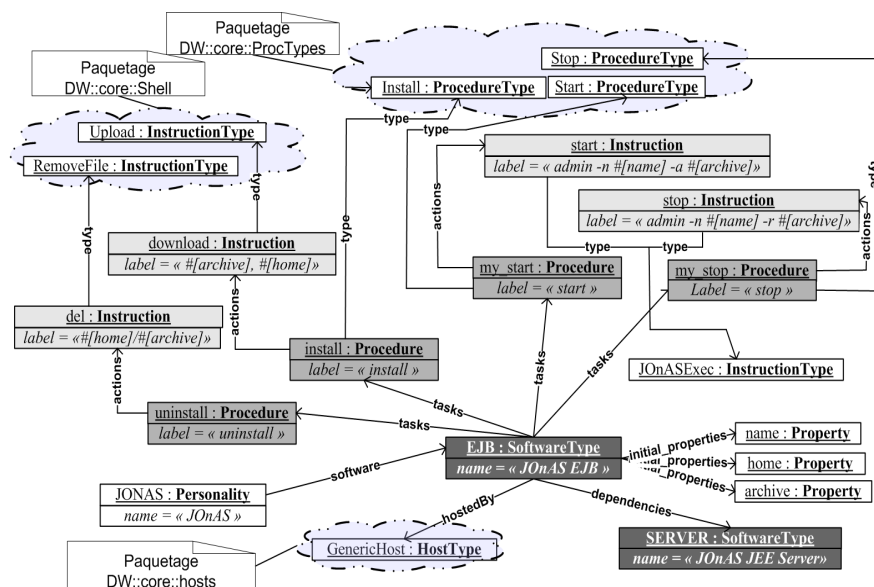 Paquetage
DW::core::ProcTypes
Paquetage
DW::core::Shell
Stop : ProcedureType
Install : ProcedureType
Start : ProcedureType
type
type
Upload : InstructionType
RemoveFile : InstructionType
start : Instruction
label = « admin -n #[name] -a #[archive]»
stop : Instruction
label = « admin -n #[name] -r #[archive]»
type
type
type
actions
actions
type
type
type
download : Instruction
label = « #[archive], #[home]»
my_start : Procedure
label = « start »
my_stop : Procedure
Label = « stop »
del : Instruction
label = «#[home]/#[archive]»
actions
install : Procedure
label = « install »
JOnASExec : InstructionType
actions
tasks
tasks
tasks
uninstall : Procedure
label = « uninstall »
tasks
EJB : SoftwareType
name = « JOnAS EJB »
initial_properties
name : Property
home : Property
archive : Property
software
JONAS : Personality
name = « JOnAS »
hostedBy
dependencies
GenericHost : HostType
SERVER : SoftwareType
name = « JOnAS JEE Server»
Paquetage
DW::core::hosts